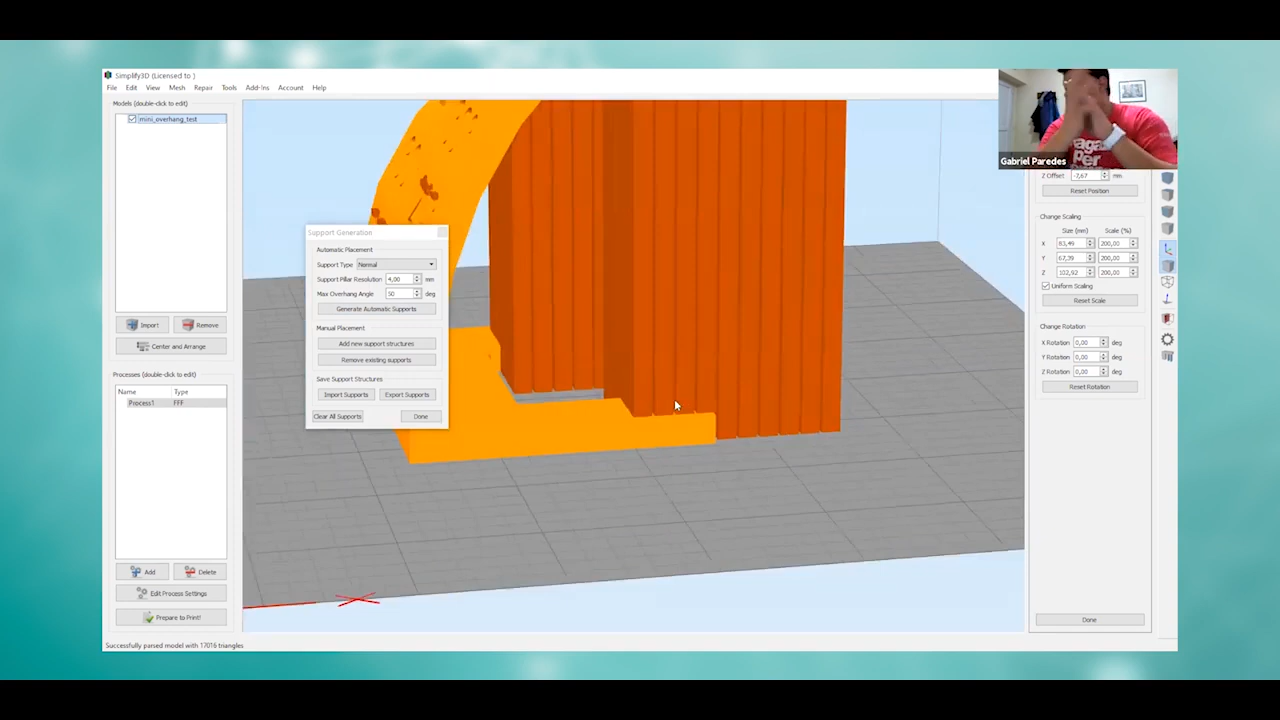 Simplify3D (Licensed to )
File Edit View Mesh Repair Tools Add-Ins Account Help
Models (double-click to edit)
mini_overhang_test
Import Remove
Center and Arrange
Processes (double-click to edit)
Name Type
Process1 FFF
Add Delete
Edit Process Settings
Prepare to Print!
Successfully parsed model with 17016 triangles
Support Generation
Automatic Placement
Support Type Normal
Support Pillar Resolution 4,00 mm
Max Overhang Angle 50 deg
Generate Automatic Supports
Manual Placement
Add new support structures
Remove existing supports
Save Support Structures
Import Supports Export Supports
Clear All Supports Done
per
Gabriel Paredes
Z Offset -7,67 mm
Reset Position
Change Scaling
Size (mm) Scale (%)
X 83,49 200,00
Y 67,39 200,00
Z 102,92 200,00
Uniform Scaling
Reset Scale
Change Rotation
X Rotation 0,00 deg
Y Rotation 0,00 deg
Z Rotation 0,00 deg
Reset Rotation
Done